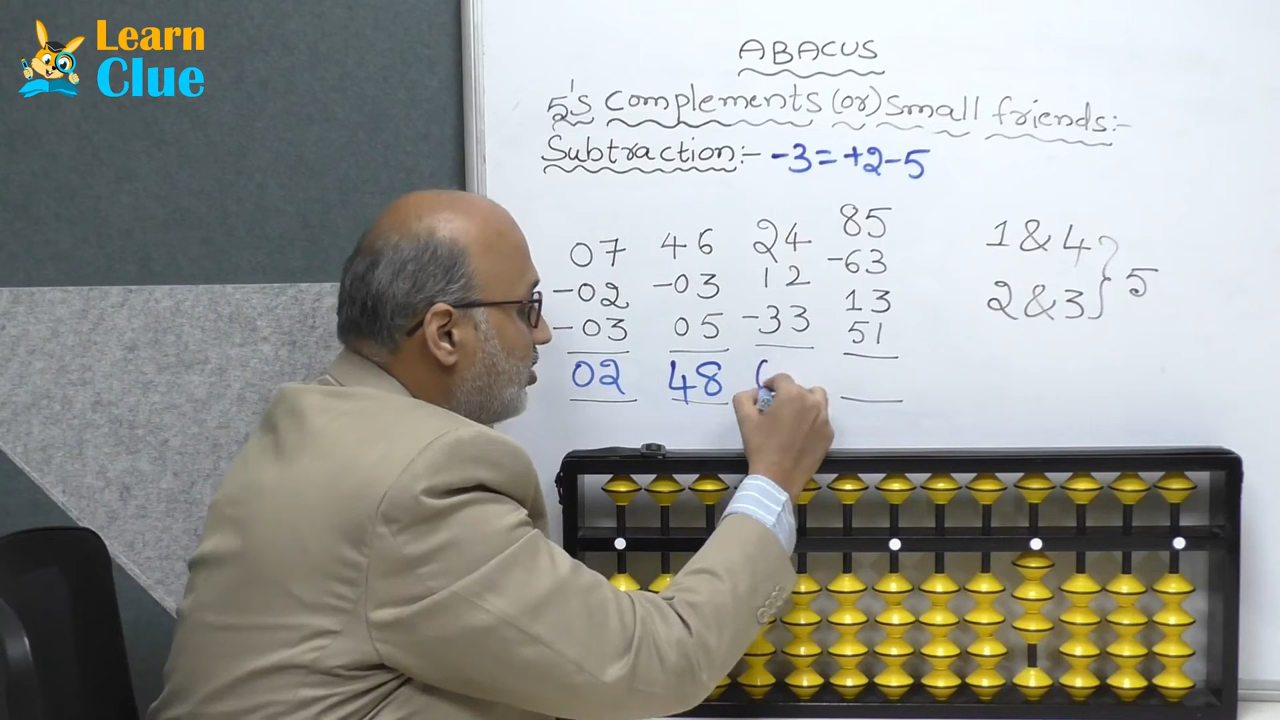 Learn
Clue
ABACUS
5's complements (or) small friends:-
Subtraction:- -3=+2-5
07 46 24 85
-02 -03 12 -63
-03 05 -33 13
51
02 48
1 & 4
2 & 3 } 5